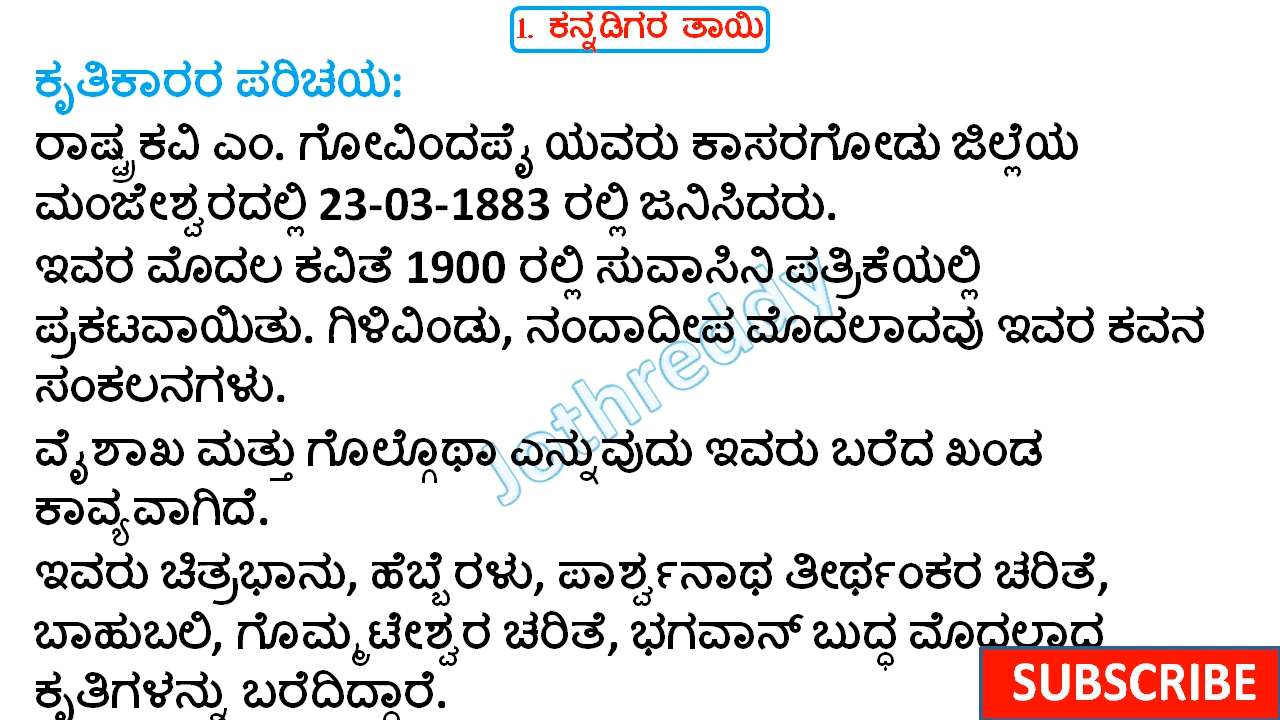 1. ಕನ್ನಡಿಗರ ತಾಯಿ
ಕೃತಿಕಾರರ ಪರಿಚಯ:
ರಾಷ್ಟ್ರಕವಿ ಎಂ. ಗೋವಿಂದಪೈ ಯವರು ಕಾಸರಗೋಡು ಜಿಲ್ಲೆಯ
ಮಂಜೇಶ್ವರದಲ್ಲಿ 23-03-1883 ರಲ್ಲಿ ಜನಿಸಿದರು.
ಇವರ ಮೊದಲ ಕವಿತೆ 1900 ರಲ್ಲಿ ಸುವಾಸಿನಿ ಪತ್ರಿಕೆಯಲ್ಲಿ
ಪ್ರಕಟವಾಯಿತು. ಗಿಳಿವಿಂಡು, ನಂದಾದೀಪ ಮೊದಲಾದವು ಇವರ ಕವನ
ಸಂಕಲನಗಳು.
ವೈಶಾಖ ಮತ್ತು ಗೊಲ್ಗೊಥಾ ಎನ್ನುವುದು ಇವರು ಬರೆದ ಖಂಡ
ಕಾವ್ಯವಾಗಿದೆ.
ಇವರು ಚಿತ್ರಭಾನು, ಹೆಬ್ಬೆರಳು, ಪಾರ್ಶ್ವನಾಥ ತೀರ್ಥಂಕರ ಚರಿತೆ,
ಬಾಹುಬಲಿ, ಗೊಮ್ಮಟೇಶ್ವರ ಚರಿತೆ, ಭಗವಾನ್ ಬುದ್ಧ ಮೊದಲಾದ
ಕೃತಿಗಳನ್ನು ಬರೆದಿದ್ದಾರೆ.
Jothreddy
SUBSCRIBE